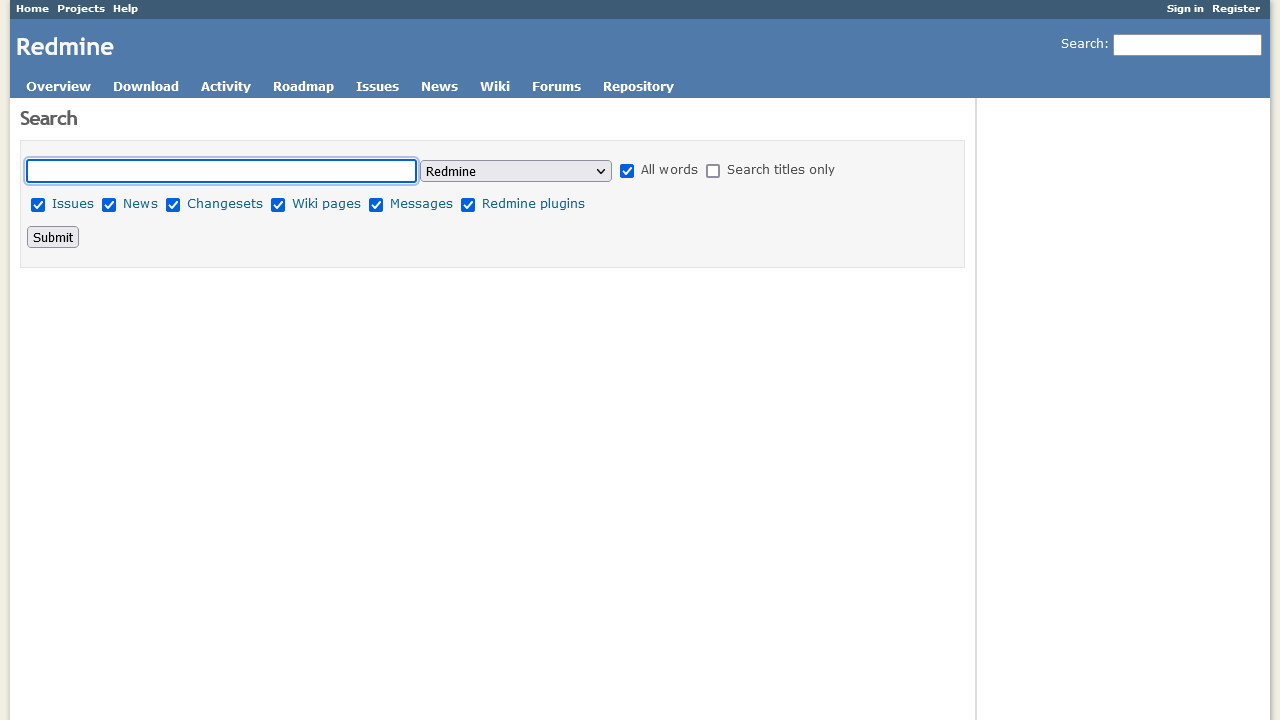 Home Projects Help Sign in Register
Redmine
Search:
Overview Download Activity Roadmap Issues News Wiki Forums Repository
Search
Redmine All words Search titles only
Issues News Changesets Wiki pages Messages Redmine plugins
Submit